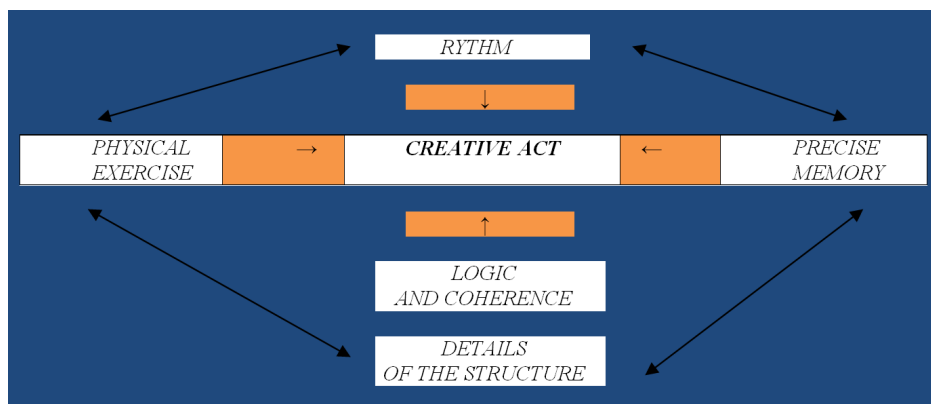 RYTHM
↓
PHYSICAL
EXERCISE
→
CREATIVE ACT
←
PRECISE
MEMORY
↑
LOGIC
AND COHERENCE
DETAILS
OF THE STRUCTURE